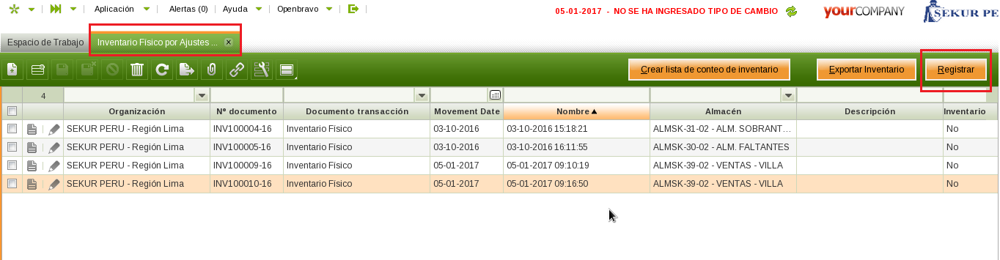 Aplicación Alertas (0) Ayuda Openbravo 05-01-2017 - NO SE HA INGRESADO TIPO DE CAMBIO yourCOMPANY SEKUR PE
Espacio de Trabajo Inventario Físico por Ajustes ...
Crear lista de conteo de inventario Exportar Inventario Registrar
4
Organización Nº documento Documento transacción Movement Date Nombre Almacén Descripción Inventario
SEKUR PERU - Región Lima INV100004-16 Inventario Físico 03-10-2016 03-10-2016 15:18:21 ALMSK-31-02 - ALM. SOBRANT... No
SEKUR PERU - Región Lima INV100005-16 Inventario Físico 03-10-2016 03-10-2016 16:11:55 ALMSK-30-02 - ALM. FALTANTES No
SEKUR PERU - Región Lima INV100009-16 Inventario Físico 05-01-2017 05-01-2017 09:10:19 ALMSK-39-02 - VENTAS - VILLA No
SEKUR PERU - Región Lima INV100010-16 Inventario Físico 05-01-2017 05-01-2017 09:16:50 ALMSK-39-02 - VENTAS - VILLA No